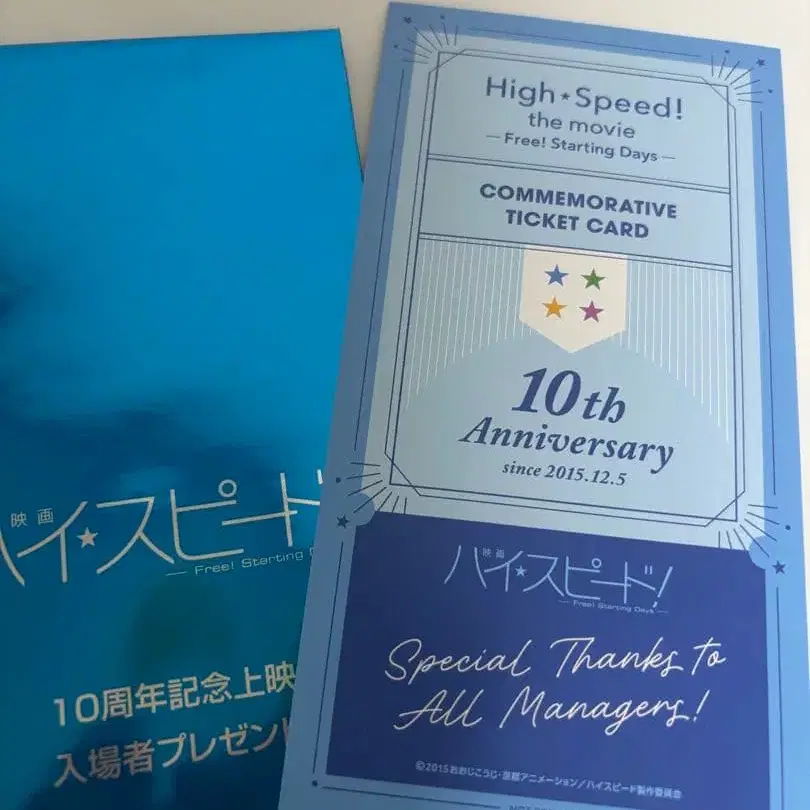 映画
ハイ★スピード
— Free! Starting
10周年記念上映
入場者プレゼント
High★Speed!
the movie
— Free! Starting Days —
COMMEMORATIVE
TICKET CARD
10th
Anniversary
since 2015.12.5
映画
ハイ★スピード!
— Free! Starting Days —
Special Thanks to
All Managers!
©2015 おおじこうじ・京都アニメーション/ハイスピード製作委員会